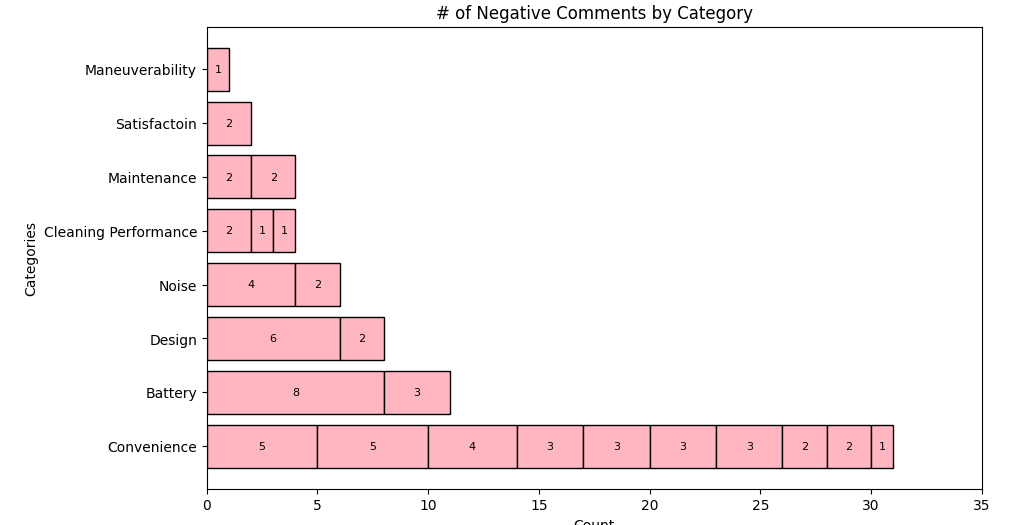 # of Negative Comments by Category
Maneuverability
1
Satisfactoin
2
Maintenance
2 2
Cleaning Performance
2 1 1
Categories
Noise
4 2
Design
6 2
Battery
8 3
Convenience
5 5 4 3 3 3 3 2 2 1
0 5 10 15 20 25 30 35
Count